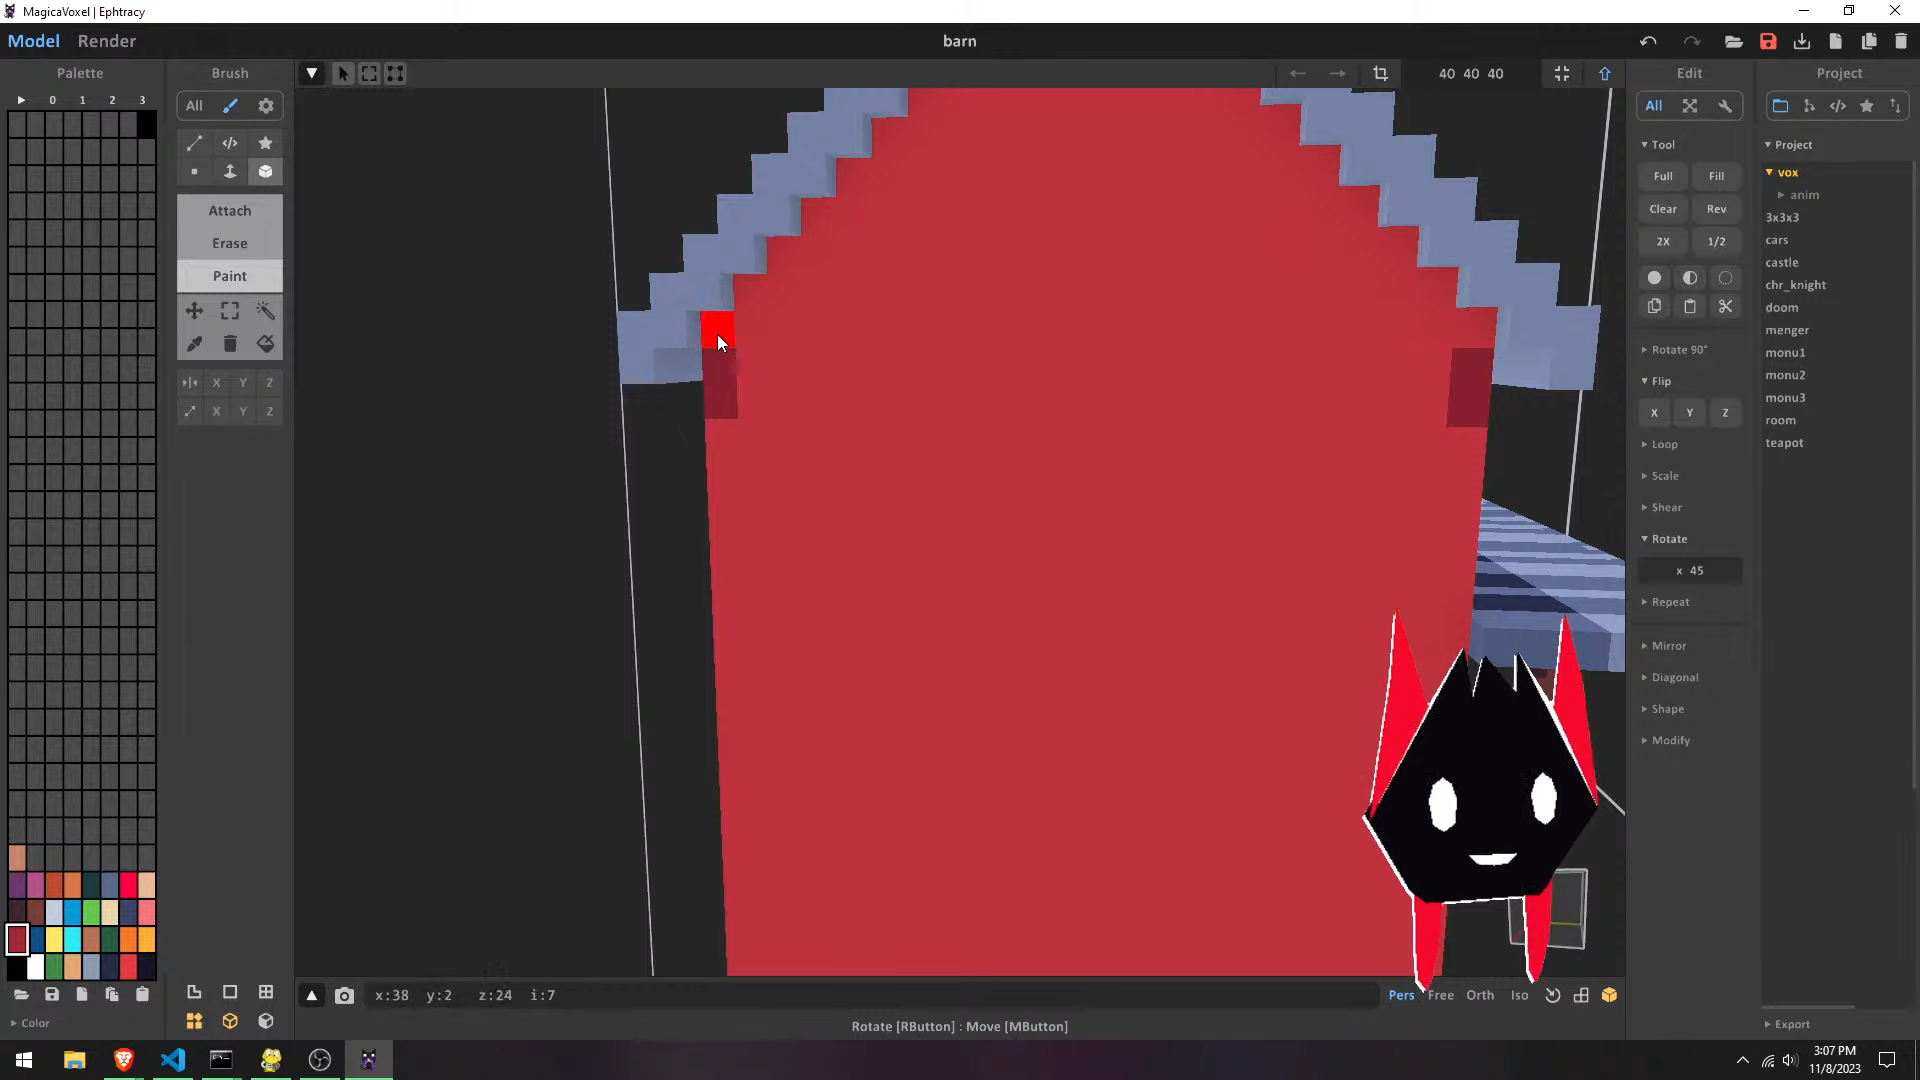 MagicaVoxel | Ephtracy
Model Render barn
Palette Brush 40 40 40 Edit Project
0 1 2 3
All All
Tool Project
Full Fill vox
anim
Attach Clear Rev 3x3x3
Erase 2X 1/2 cars
Paint castle
chr_knight
doom
menger
Rotate 90° monu1
X Y Z Flip monu2
X Y Z X Y Z monu3
room
Loop teapot
Scale
Shear
Rotate
x 45
Repeat
Mirror
Diagonal
Shape
Modify
x:38 y:2 z:24 i:7 Pers Free Orth Iso
Color Rotate [RButton] : Move [MButton] Export
3:07 PM
11/8/2023